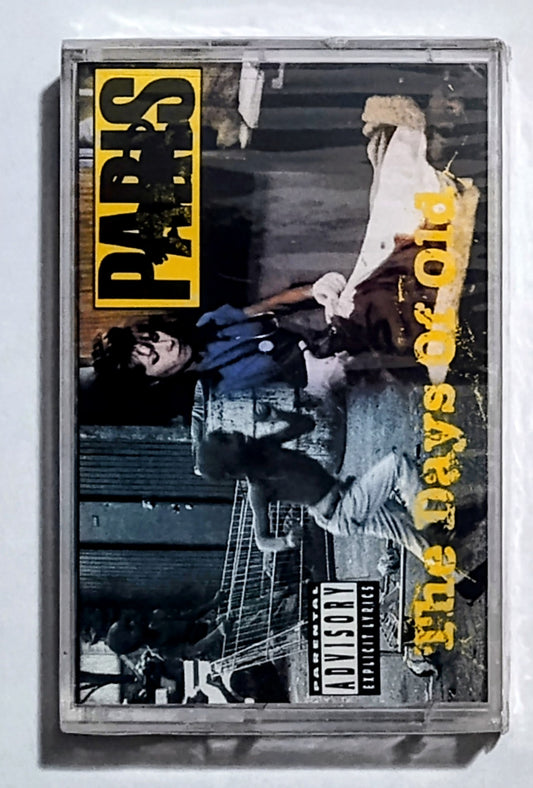 PARIS
The Days Of Old
PARENTAL
ADVISORY
EXPLICIT LYRICS